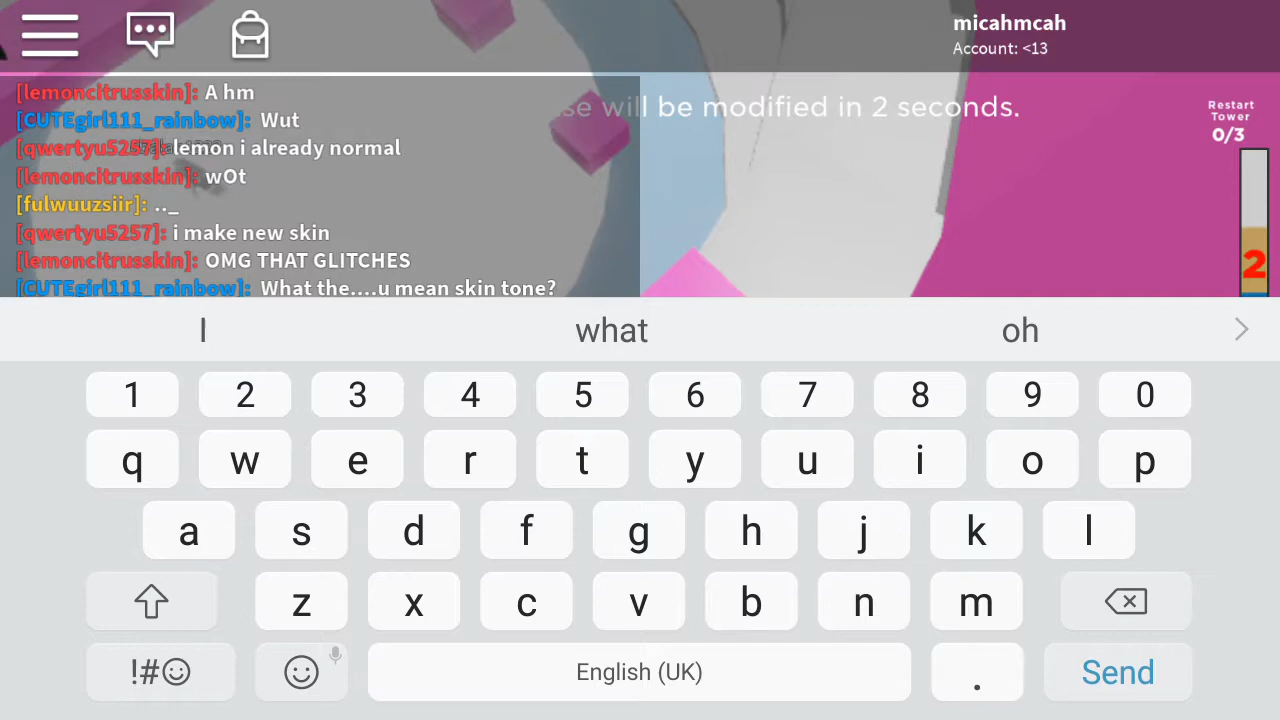 micahmcah
Account: <13
[lemoncitrusskin]: A hm
[CUTEgirl111_rainbow]: Wut
[qwertyu5257]: lemon i already normal
[lemoncitrusskin]: wOt
[fulwuuzsiir]: .._
[qwertyu5257]: i make new skin
[lemoncitrusskin]: OMG THAT GLITCHES
[CUTEgirl111_rainbow]: What the....u mean skin tone?
will be modified in 2 seconds.
Restart
Tower
0/3
2
I what oh
1 2 3 4 5 6 7 8 9 0
q w e r t y u i o p
a s d f g h j k l
z x c v b n m
!#☺ English (UK) . Send